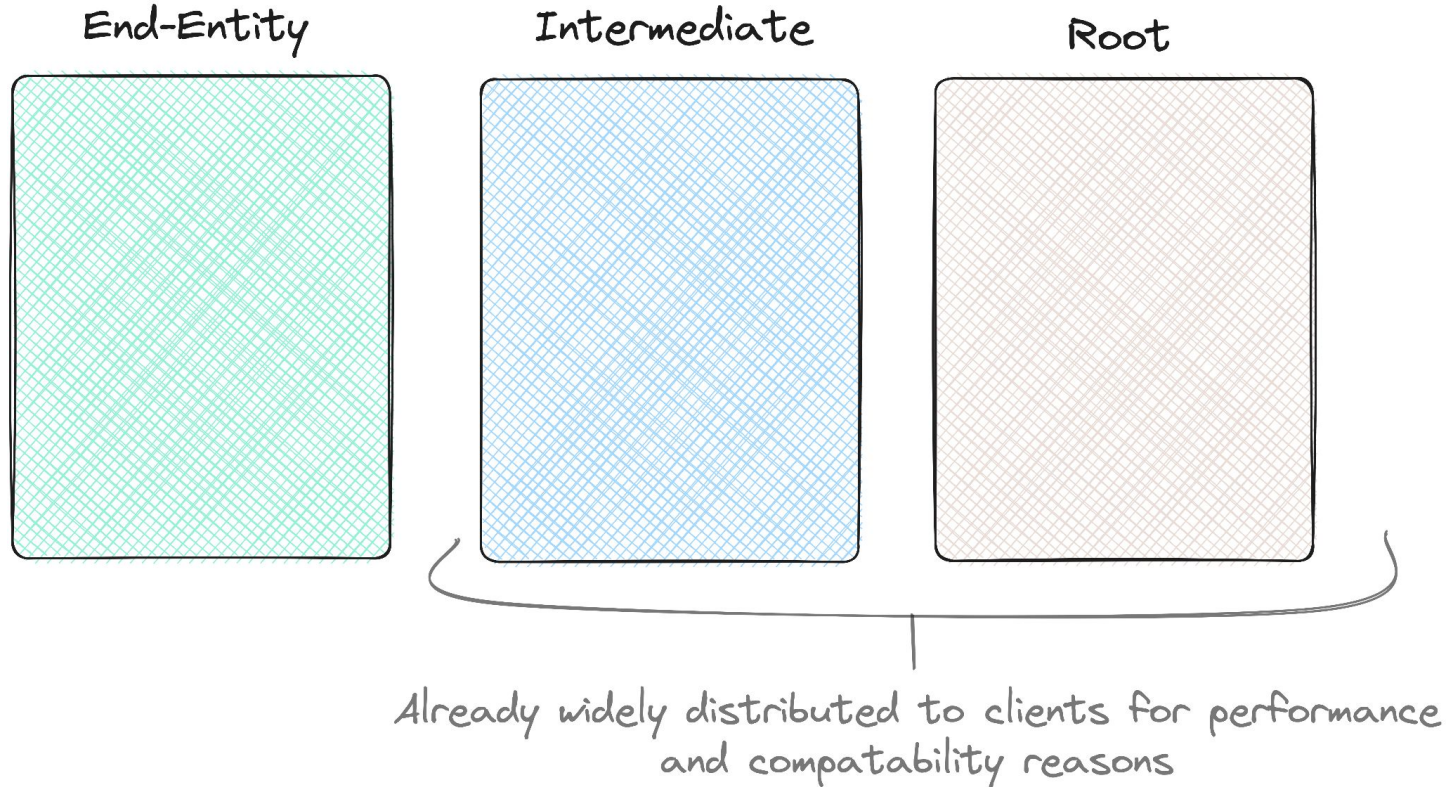 End-Entity
Intermediate
Root
Already widely distributed to clients for performance
and compatability reasons